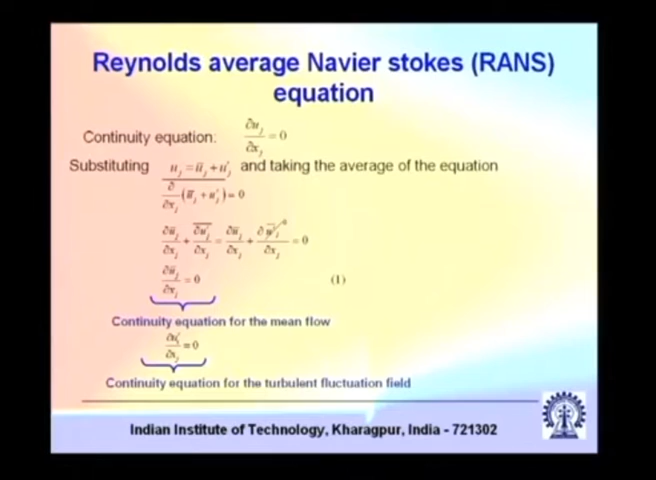 Reynolds average Navier stokes (RANS)
equation
Continuity equation: ∂u_j/∂x_j = 0
Substituting u_j = ū_j + u'_j and taking the average of the equation
∂/∂x_j (ū_j + u'_j) = 0
∂ū_j/∂x_j + ∂u'_j/∂x_j = ∂ū_j/∂x_j + ∂u'_j/∂x_j = 0
∂ū_j/∂x_j = 0 (1)
Continuity equation for the mean flow
∂u'_j/∂x_j = 0
Continuity equation for the turbulent fluctuation field
Indian Institute of Technology, Kharagpur, India - 721302